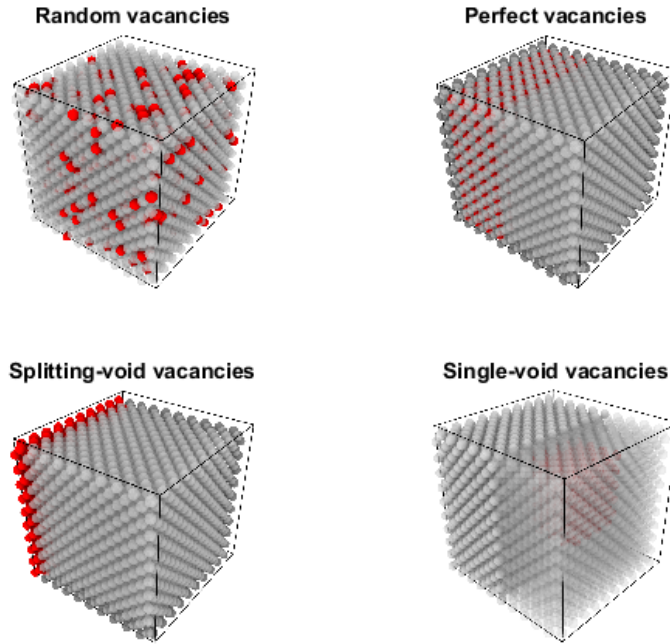 Random vacancies
Perfect vacancies
Splitting-void vacancies
Single-void vacancies